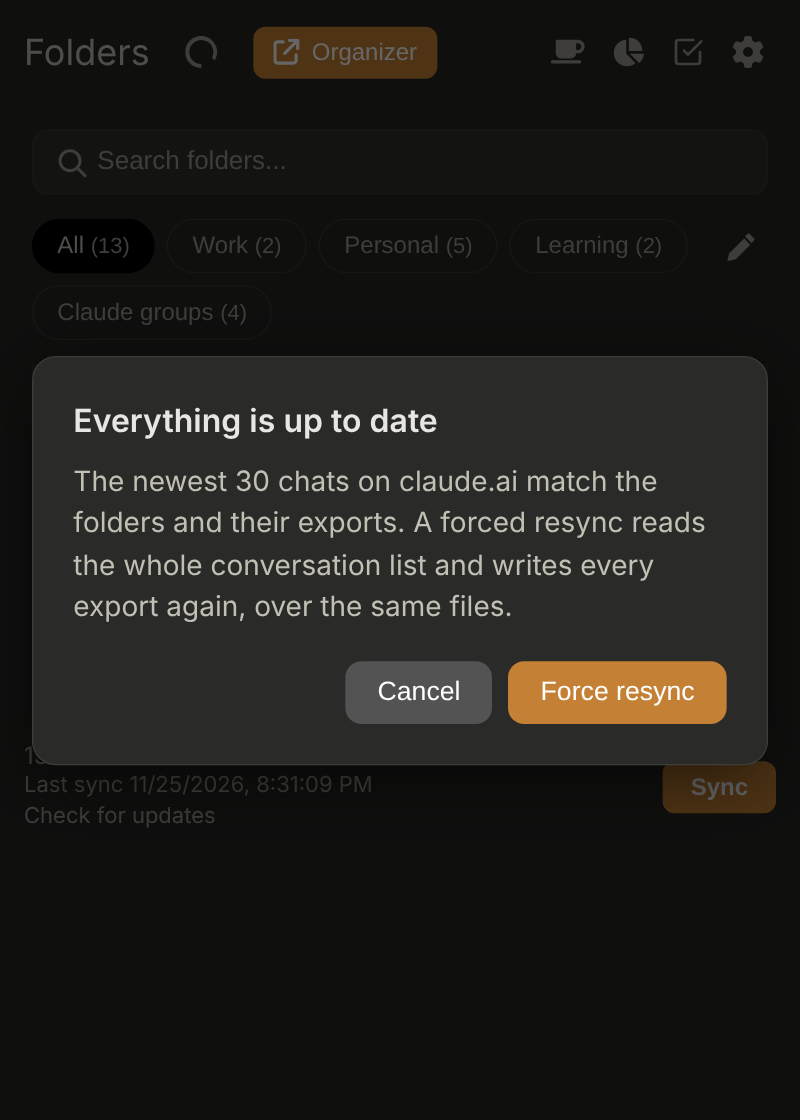 Folders
Organizer
Search folders...
All (13)
Work (2)
Personal (5)
Learning (2)
Claude groups (4)
Everything is up to date
The newest 30 chats on claude.ai match the
folders and their exports. A forced resync reads
the whole conversation list and writes every
export again, over the same files.
Cancel
Force resync
Last sync 11/25/2026, 8:31:09 PM
Sync
Check for updates